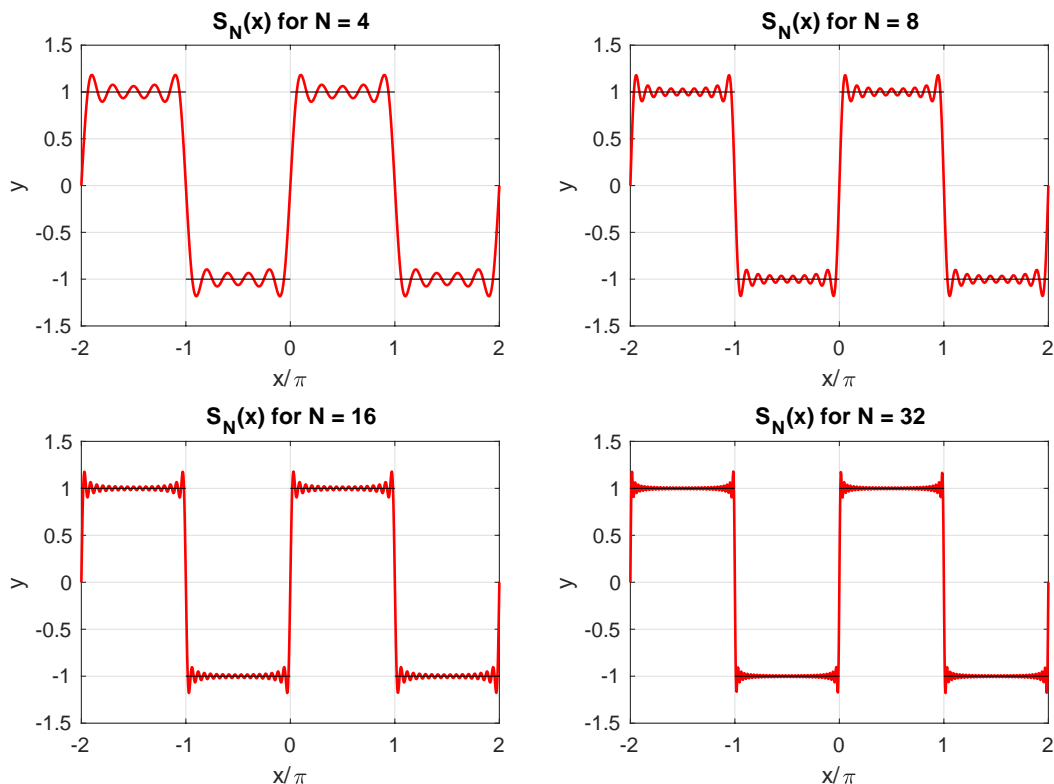 S_N(x) for N = 4
1.5
1
0.5
0
-0.5
-1
-1.5
y
-2 -1 0 1 2
x/π
S_N(x) for N = 8
1.5
1
0.5
0
-0.5
-1
-1.5
y
-2 -1 0 1 2
x/π
S_N(x) for N = 16
1.5
1
0.5
0
-0.5
-1
-1.5
y
-2 -1 0 1 2
x/π
S_N(x) for N = 32
1.5
1
0.5
0
-0.5
-1
-1.5
y
-2 -1 0 1 2
x/π